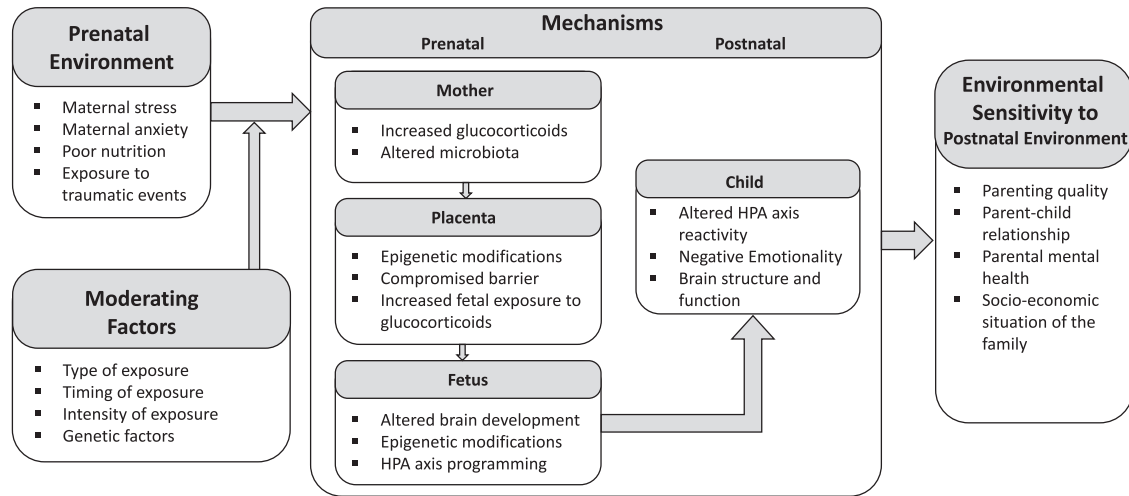 Prenatal
Environment
▪ Maternal stress
▪ Maternal anxiety
▪ Poor nutrition
▪ Exposure to
traumatic events
Moderating
Factors
▪ Type of exposure
▪ Timing of exposure
▪ Intensity of exposure
▪ Genetic factors
Mechanisms
Prenatal
Postnatal
Mother
▪ Increased glucocorticoids
▪ Altered microbiota
Placenta
▪ Epigenetic modifications
▪ Compromised barrier
▪ Increased fetal exposure to
glucocorticoids
Fetus
▪ Altered brain development
▪ Epigenetic modifications
▪ HPA axis programming
Child
▪ Altered HPA axis
reactivity
▪ Negative Emotionality
▪ Brain structure and
function
Environmental
Sensitivity to
Postnatal Environment
▪ Parenting quality
▪ Parent-child
relationship
▪ Parental mental
health
▪ Socio-economic
situation of the
family